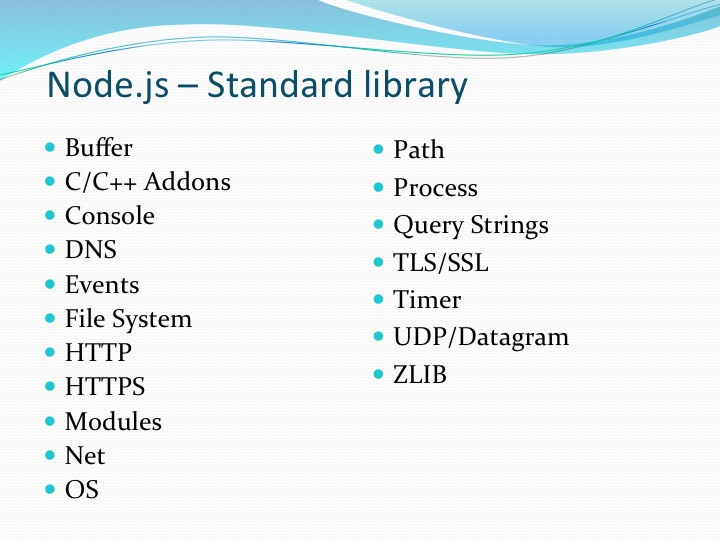 Node.js – Standard library
• Buffer
• C/C++ Addons
• Console
• DNS
• Events
• File System
• HTTP
• HTTPS
• Modules
• Net
• OS
• Path
• Process
• Query Strings
• TLS/SSL
• Timer
• UDP/Datagram
• ZLIB